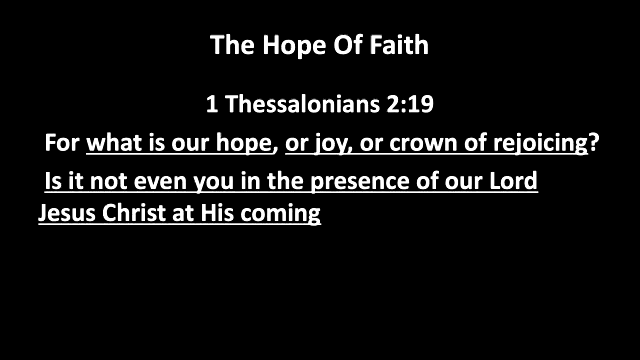 The Hope Of Faith
1 Thessalonians 2:19
For what is our hope, or joy, or crown of rejoicing?
Is it not even you in the presence of our Lord
Jesus Christ at His coming